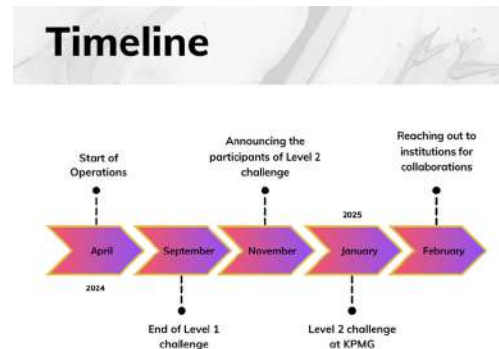 Timeline
Start of
Operations
Announcing the
participants of Level 2
challenge
Reaching out to
institutions for
collaborations
2025
April
September
November
January
February
2024
End of Level 1
challenge
Level 2 challenge
at KPMG